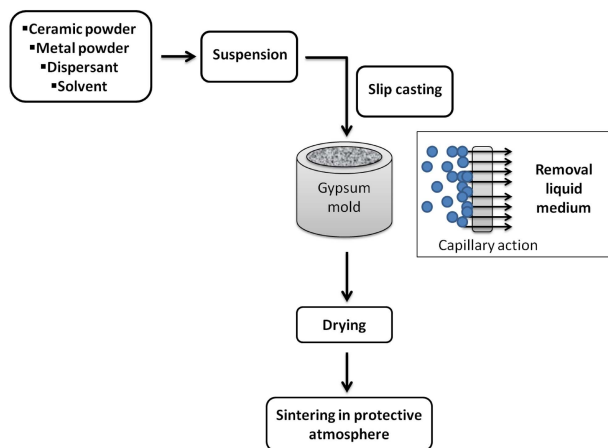 ▪Ceramic powder
▪Metal powder
▪Dispersant
▪Solvent
Suspension
Slip casting
Gypsum
mold
Removal
liquid
medium
Capillary action
Drying
Sintering in protective
atmosphere